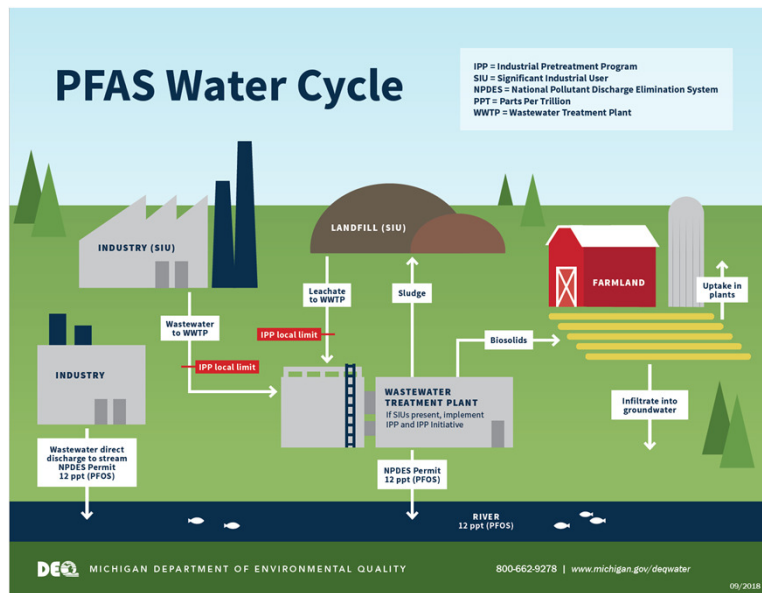 PFAS Water Cycle
IPP = Industrial Pretreatment Program
SIU = Significant Industrial User
NPDES = National Pollutant Discharge Elimination System
PPT = Parts Per Trillion
WWTP = Wastewater Treatment Plant
INDUSTRY (SIU)
LANDFILL (SIU)
FARMLAND
Uptake in
plants
Leachate
to WWTP
Sludge
Wastewater
to WWTP
IPP local limit
Biosolids
IPP local limit
INDUSTRY
WASTEWATER
TREATMENT PLANT
If SIUs present, implement
IPP and IPP Initiative
Infiltrate into
groundwater
Wastewater direct
discharge to stream
NPDES Permit
12 ppt (PFOS)
NPDES Permit
12 ppt (PFOS)
RIVER
12 ppt (PFOS)
DEQ MICHIGAN DEPARTMENT OF ENVIRONMENTAL QUALITY
800-662-9278 | www.michigan.gov/deqwater
09/2018